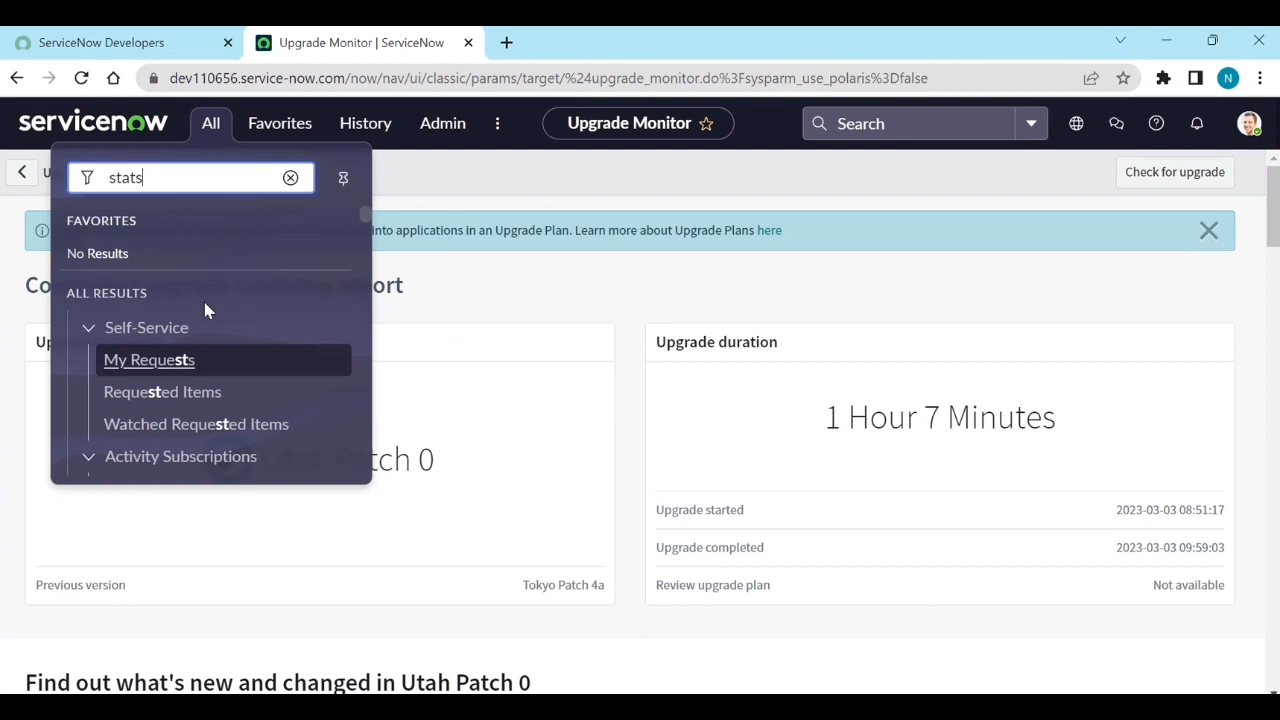 ServiceNow Developers
Upgrade Monitor | ServiceNow
dev110656.service-now.com/now/nav/ui/classic/params/target/%24upgrade_monitor.do%3Fsysparm_use_polaris%3Dfalse
N
servicenow All Favorites History Admin Upgrade Monitor Search
stats
Check for upgrade
FAVORITES
No Results
into applications in an Upgrade Plan. Learn more about Upgrade Plans here
ALL RESULTS
Self-Service
My Requests
Requested Items
Watched Requested Items
Activity Subscriptions
Previous version Tokyo Patch 4a
Upgrade duration
1 Hour 7 Minutes
Upgrade started 2023-03-03 08:51:17
Upgrade completed 2023-03-03 09:59:03
Review upgrade plan Not available
Find out what's new and changed in Utah Patch 0